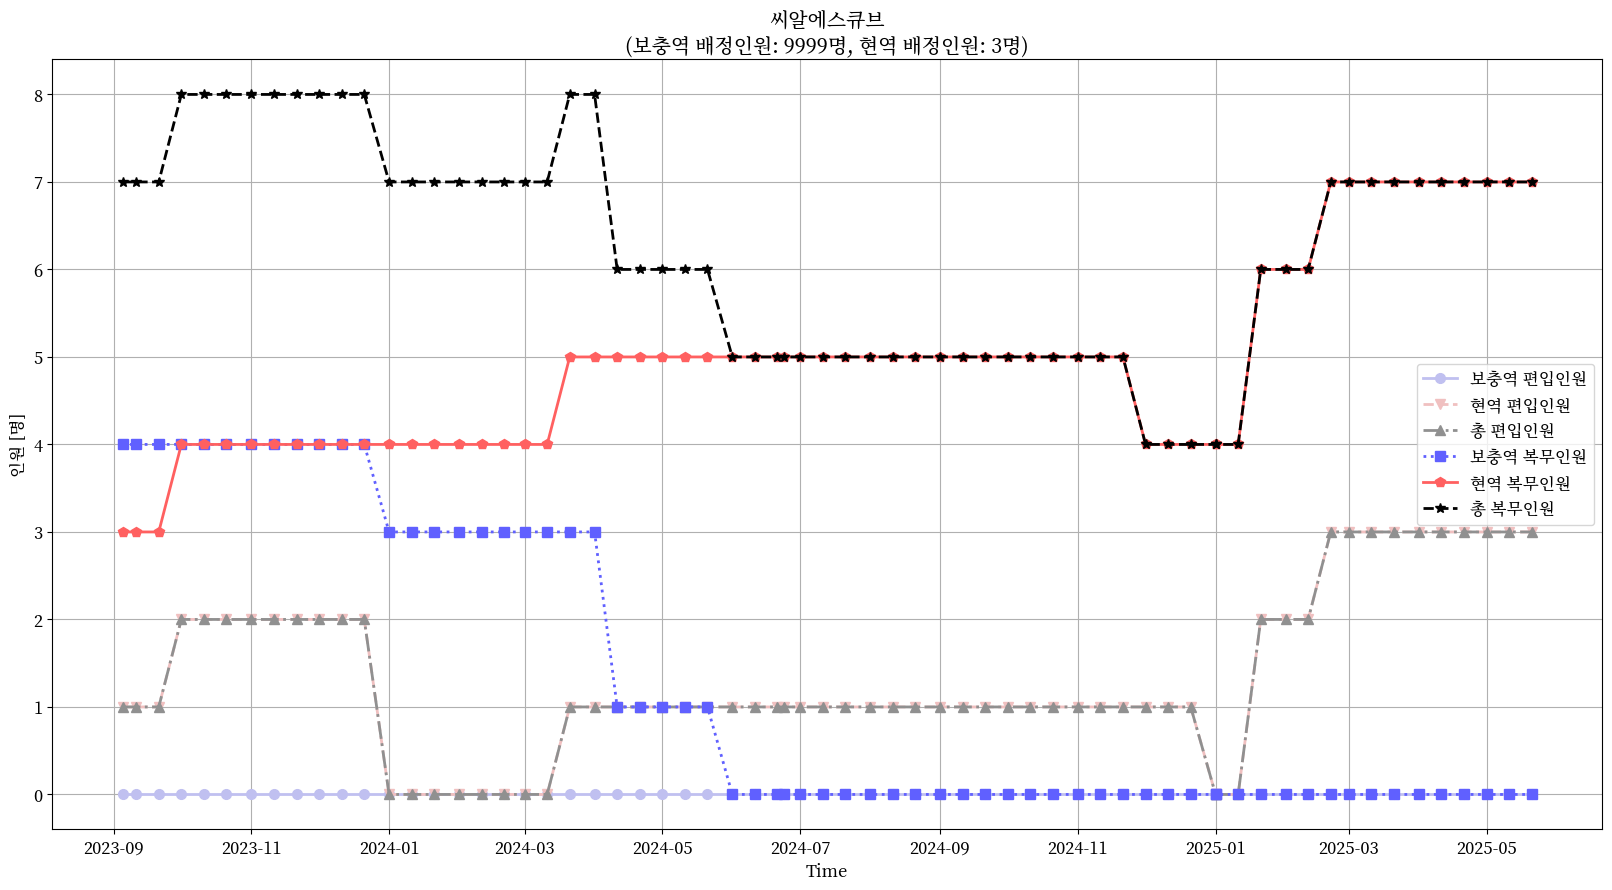 씨알에스큐브
(보충역 배정인원: 9999명, 현역 배정인원: 3명)
인원 [명]
8
7
6
5
4
3
2
1
0
보충역 편입인원
현역 편입인원
총 편입인원
보충역 복무인원
현역 복무인원
총 복무인원
2023-09
2023-11
2024-01
2024-03
2024-05
2024-07
2024-09
2024-11
2025-01
2025-03
2025-05
Time